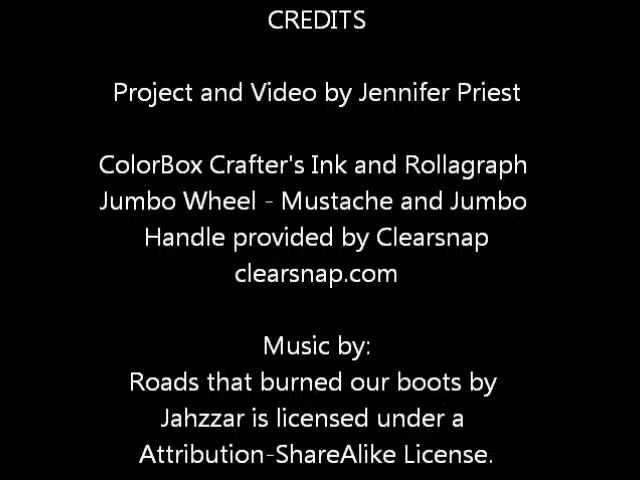 CREDITS
Project and Video by Jennifer Priest
ColorBox Crafter's Ink and Rollagraph
Jumbo Wheel - Mustache and Jumbo
Handle provided by Clearsnap
clearsnap.com
Music by:
Roads that burned our boots by
Jahzzar is licensed under a
Attribution-ShareAlike License.